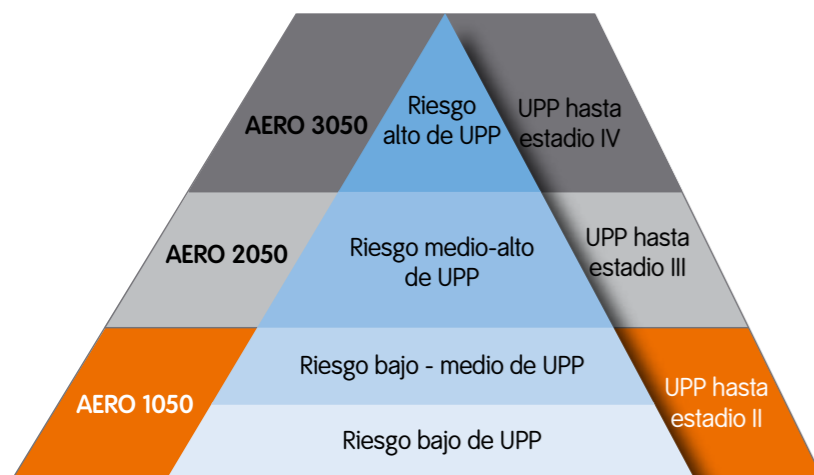 AERO 3050
Riesgo
alto de UPP
UPP hasta
estadio IV
AERO 2050
Riesgo medio-alto
de UPP
UPP hasta
estadio III
AERO 1050
Riesgo bajo - medio de UPP
Riesgo bajo de UPP
UPP hasta
estadio II